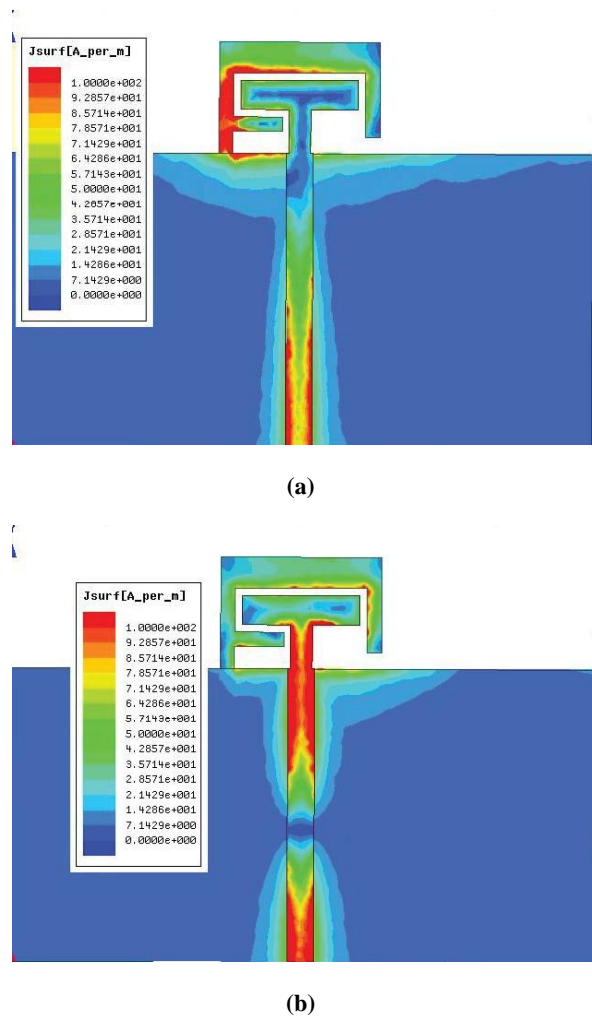 Jsurf[A_per_m]
1.0000e+002
9.2857e+001
8.5714e+001
7.8571e+001
7.1429e+001
6.4286e+001
5.7143e+001
5.0000e+001
4.2857e+001
3.5714e+001
2.8571e+001
2.1429e+001
1.4286e+001
7.1429e+000
0.0000e+000
(a)
Jsurf[A_per_m]
1.0000e+002
9.2857e+001
8.5714e+001
7.8571e+001
7.1429e+001
6.4286e+001
5.7143e+001
5.0000e+001
4.2857e+001
3.5714e+001
2.8571e+001
2.1429e+001
1.4286e+001
7.1429e+000
0.0000e+000
(b)